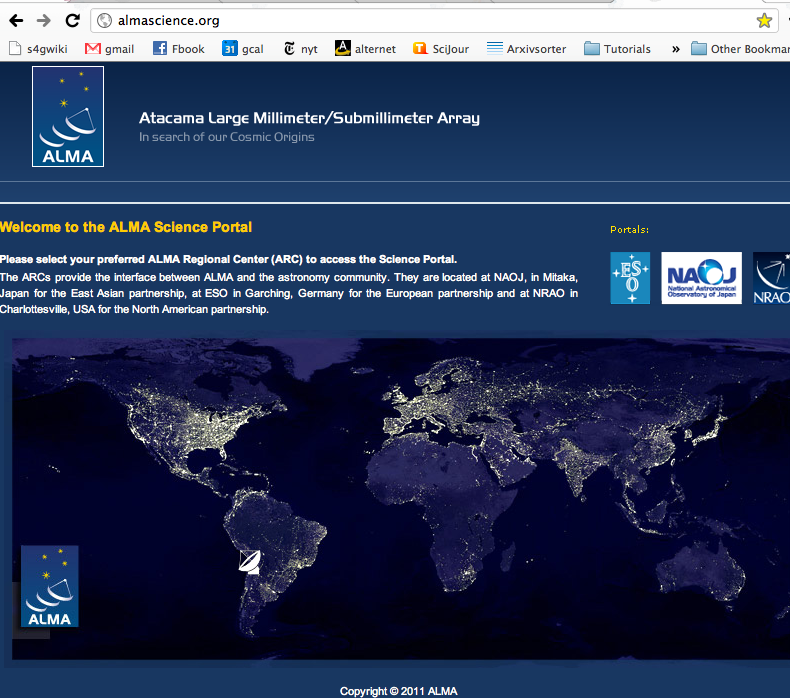 almascience.org
s4gwiki gmail Fbook 31 gcal nyt alternet SciJour Arxivsorter Tutorials » Other Bookmar
ALMA
Atacama Large Millimeter/Submillimeter Array
In search of our Cosmic Origins
Welcome to the ALMA Science Portal
Portals:
Please select your preferred ALMA Regional Center (ARC) to access the Science Portal.
The ARCs provide the interface between ALMA and the astronomy community. They are located at NAOJ, in Mitaka,
Japan for the East Asian partnership, at ESO in Garching, Germany for the European partnership and at NRAO in
Charlottesville, USA for the North American partnership.
ESO
NAOJ
National Astronomical
Observatory of Japan
NRAO
ALMA
Copyright © 2011 ALMA